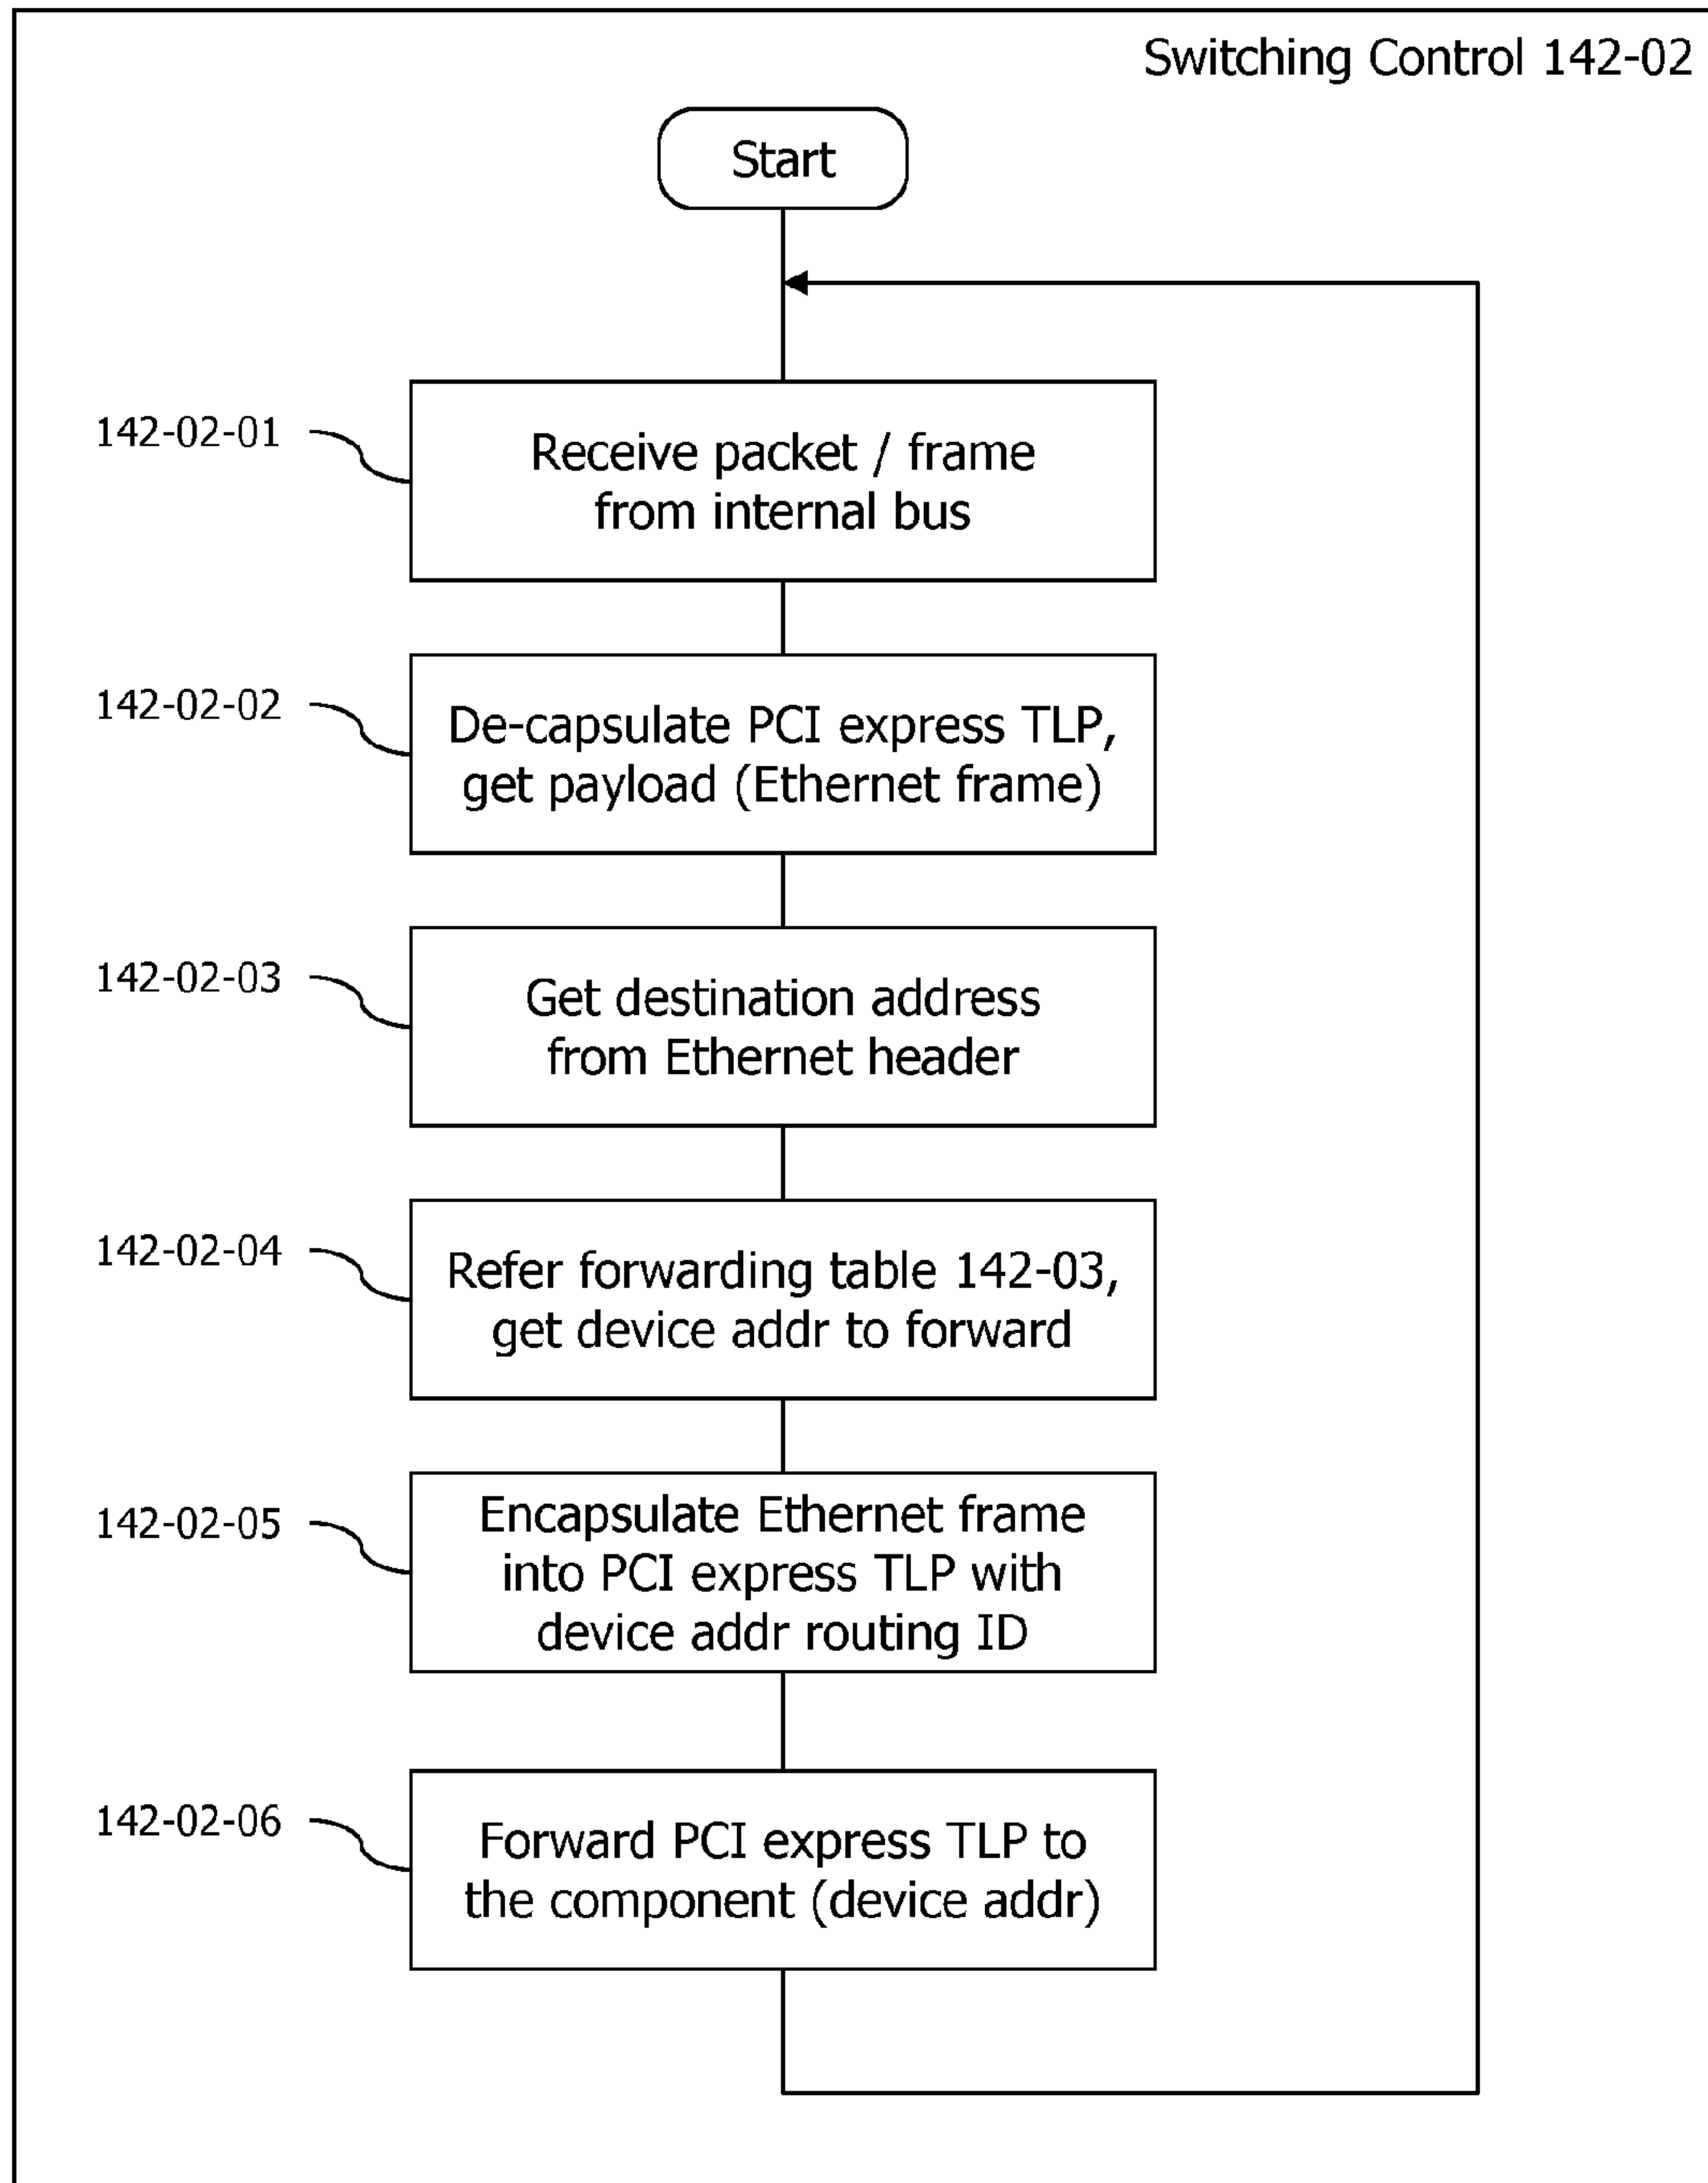 Switching Control 142-02
Start
142-02-01
Receive packet / frame
from internal bus
142-02-02
De-capsulate PCI express TLP,
get payload (Ethernet frame)
142-02-03
Get destination address
from Ethernet header
142-02-04
Refer forwarding table 142-03,
get device addr to forward
142-02-05
Encapsulate Ethernet frame
into PCI express TLP with
device addr routing ID
142-02-06
Forward PCI express TLP to
the component (device addr)